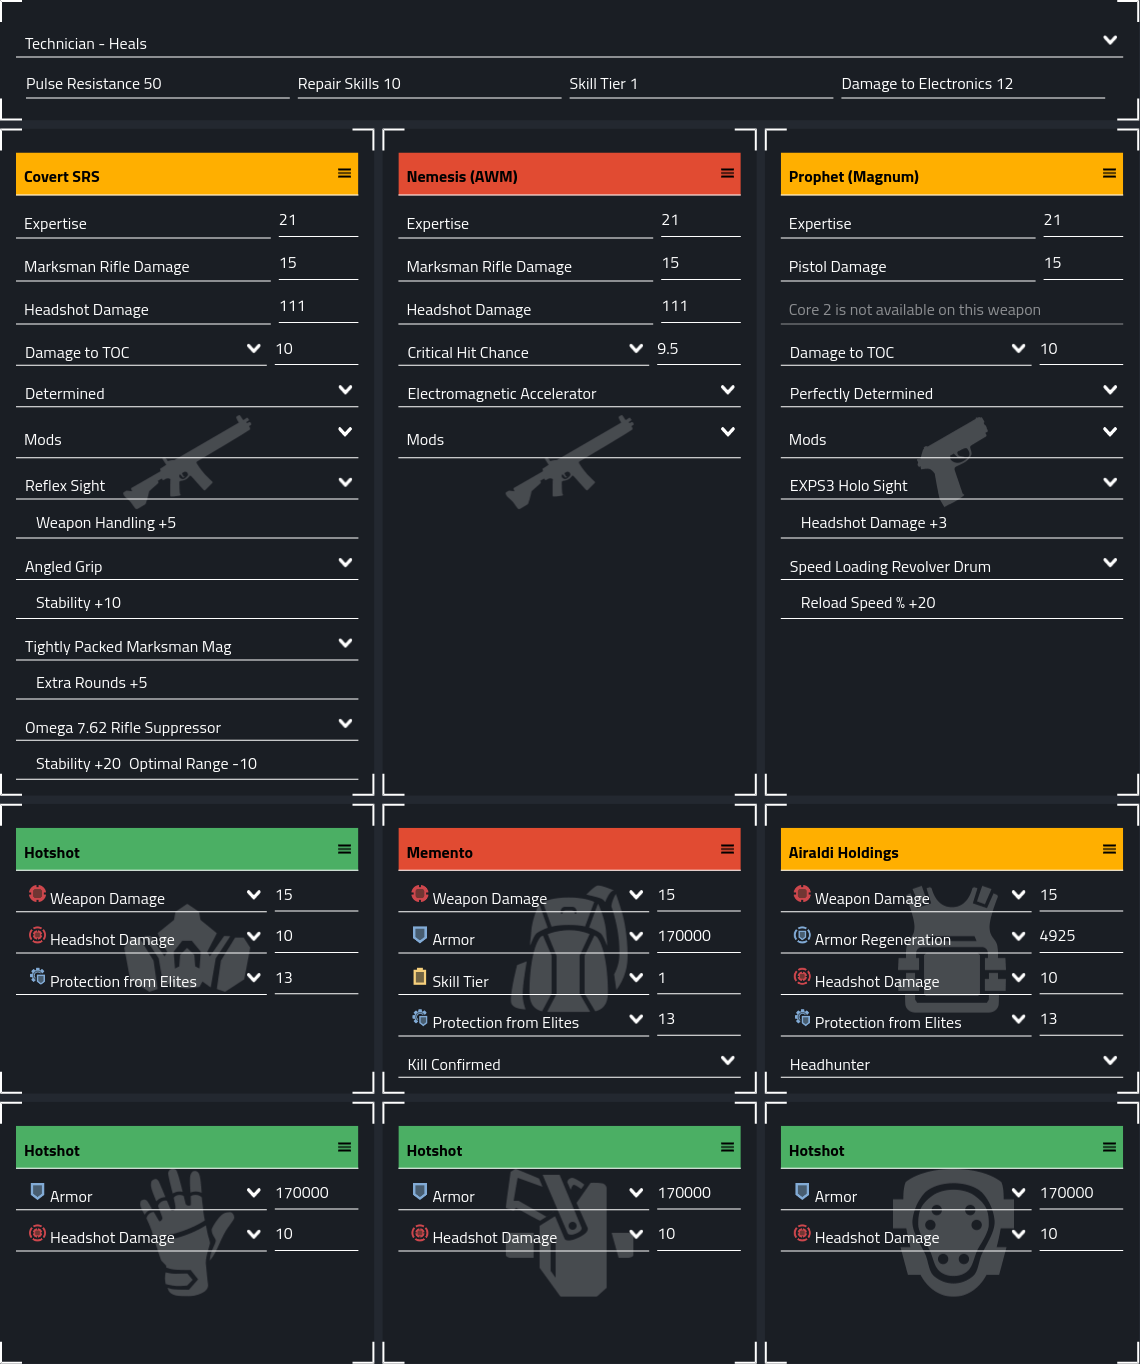 Technician - Heals
Pulse Resistance 50 Repair Skills 10 Skill Tier 1 Damage to Electronics 12
Covert SRS
Expertise 21
Marksman Rifle Damage 15
Headshot Damage 111
Damage to TOC 10
Determined
Mods
Reflex Sight
Weapon Handling +5
Angled Grip
Stability +10
Tightly Packed Marksman Mag
Extra Rounds +5
Omega 7.62 Rifle Suppressor
Stability +20 Optimal Range -10
Nemesis (AWM)
Expertise 21
Marksman Rifle Damage 15
Headshot Damage 111
Critical Hit Chance 9.5
Electromagnetic Accelerator
Mods
Prophet (Magnum)
Expertise 21
Pistol Damage 15
Core 2 is not available on this weapon
Damage to TOC 10
Perfectly Determined
Mods
EXPS3 Holo Sight
Headshot Damage +3
Speed Loading Revolver Drum
Reload Speed % +20
Hotshot
Weapon Damage 15
Headshot Damage 10
Protection from Elites 13
Memento
Weapon Damage 15
Armor 170000
Skill Tier 1
Protection from Elites 13
Kill Confirmed
Airaldi Holdings
Weapon Damage 15
Armor Regeneration 4925
Headshot Damage 10
Protection from Elites 13
Headhunter
Hotshot
Armor 170000
Headshot Damage 10
Hotshot
Armor 170000
Headshot Damage 10
Hotshot
Armor 170000
Headshot Damage 10